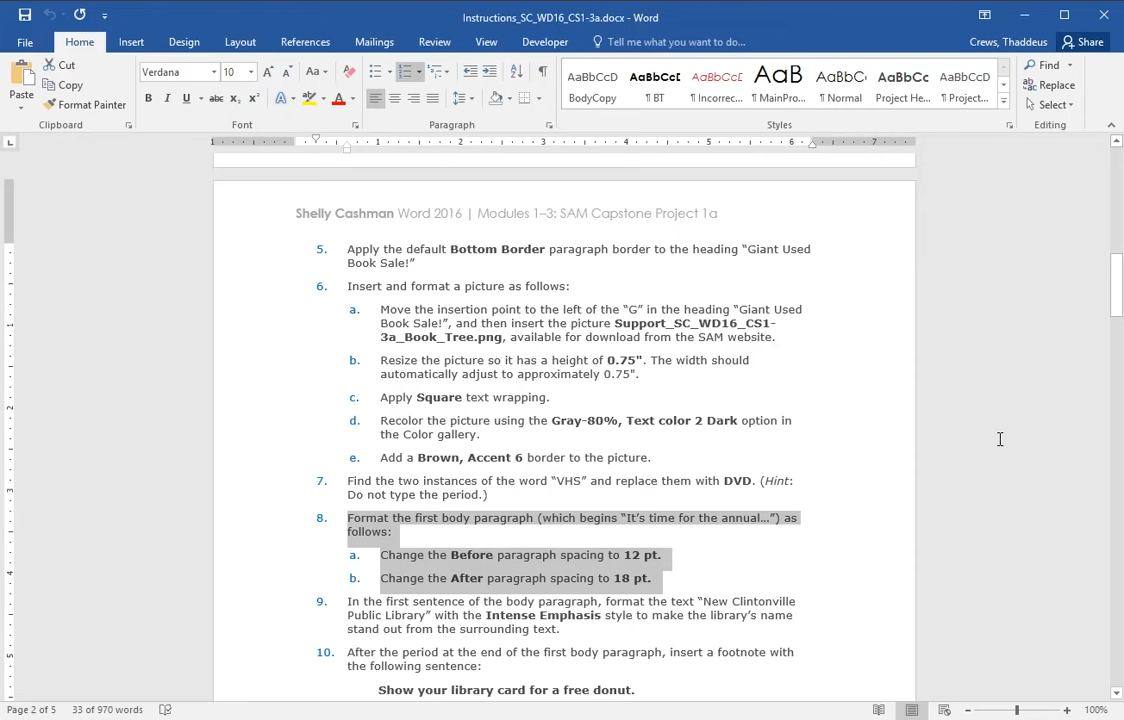 Instructions_SC_WD16_CS1-3a.docx - Word
File Home Insert Design Layout References Mailings Review View Developer Tell me what you want to do... Crews, Thaddeus Share
Paste
Cut
Copy
Format Painter
Clipboard
Verdana 10
Font
Paragraph
AaBbCcD AaBbCcDc AaBbCcD AaB AaBbC AaBbCc AaBbCcD
BodyCopy ¶ BT ¶ Incorrec... ¶ MainPro... ¶ Normal Project He... ¶ Project...
Styles
Find
Replace
Select
Editing
1 1 2 3 4 5 6 7
Shelly Cashman Word 2016 | Modules 1–3: SAM Capstone Project 1a
5. Apply the default Bottom Border paragraph border to the heading “Giant Used
Book Sale!”
6. Insert and format a picture as follows:
a. Move the insertion point to the left of the “G” in the heading “Giant Used
Book Sale!”, and then insert the picture Support_SC_WD16_CS1-
3a_Book_Tree.png, available for download from the SAM website.
b. Resize the picture so it has a height of 0.75". The width should
automatically adjust to approximately 0.75".
c. Apply Square text wrapping.
d. Recolor the picture using the Gray-80%, Text color 2 Dark option in
the Color gallery.
e. Add a Brown, Accent 6 border to the picture.
7. Find the two instances of the word “VHS” and replace them with DVD. (Hint:
Do not type the period.)
8. Format the first body paragraph (which begins “It’s time for the annual…”) as
follows:
a. Change the Before paragraph spacing to 12 pt.
b. Change the After paragraph spacing to 18 pt.
9. In the first sentence of the body paragraph, format the text “New Clintonville
Public Library” with the Intense Emphasis style to make the library’s name
stand out from the surrounding text.
10. After the period at the end of the first body paragraph, insert a footnote with
the following sentence:
Show your library card for a free donut.
Page 2 of 5 33 of 970 words 100%